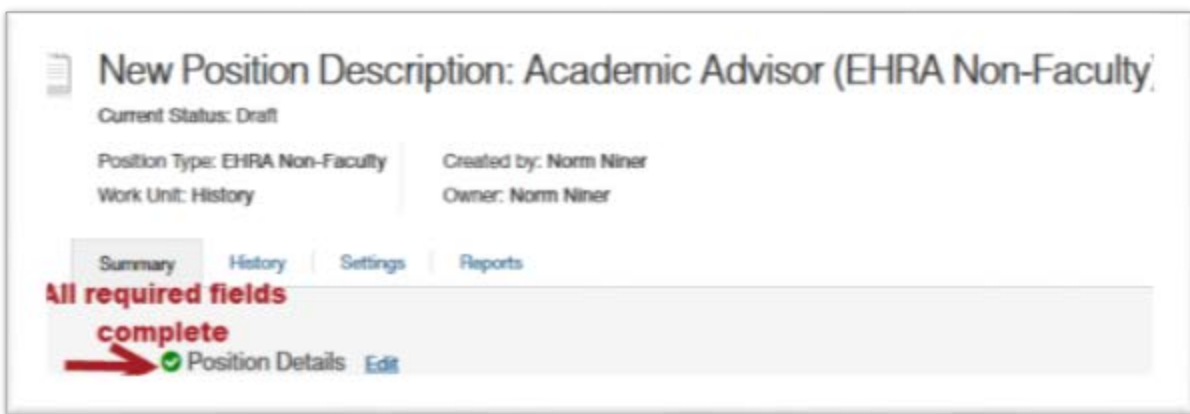 New Position Description: Academic Advisor (EHRA Non-Faculty)
Current Status: Draft
Position Type: EHRA Non-Faculty Created by: Norm Niner
Work Unit: History Owner: Norm Niner
Summary History Settings Reports
All required fields
complete
Position Details Edit